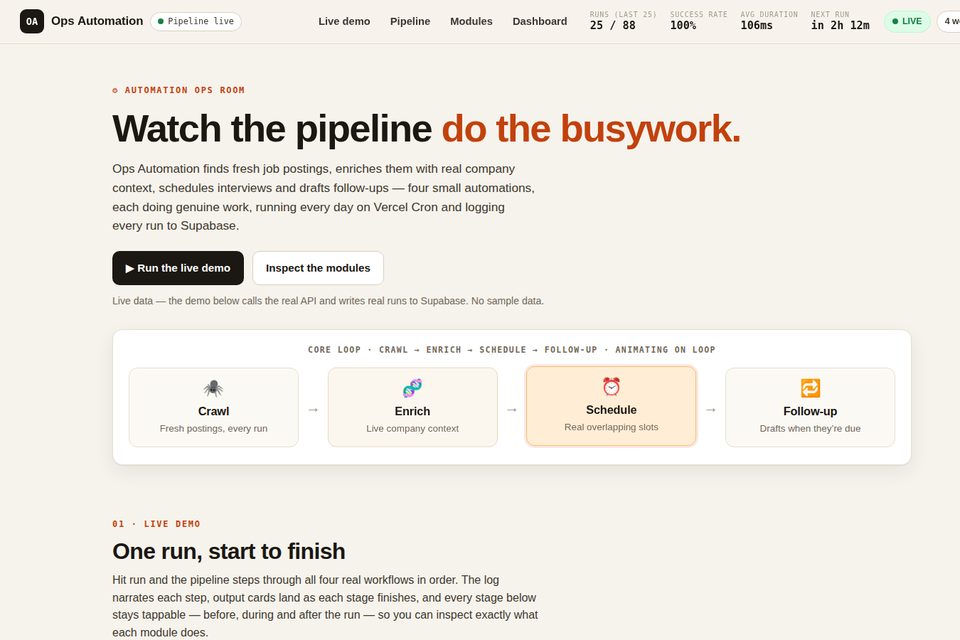 OA Ops Automation Pipeline live Live demo Pipeline Modules Dashboard
RUNS (LAST 25) SUCCESS RATE AVG DURATION NEXT RUN
25 / 88 100% 106ms in 2h 12m LIVE 4 w
AUTOMATION OPS ROOM
Watch the pipeline do the busywork.
Ops Automation finds fresh job postings, enriches them with real company
context, schedules interviews and drafts follow-ups — four small automations,
each doing genuine work, running every day on Vercel Cron and logging
every run to Supabase.
▶ Run the live demo Inspect the modules
Live data — the demo below calls the real API and writes real runs to Supabase. No sample data.
CORE LOOP · CRAWL → ENRICH → SCHEDULE → FOLLOW-UP · ANIMATING ON LOOP
Crawl → Enrich → Schedule → Follow-up
Fresh postings, every run Live company context Real overlapping slots Drafts when they're due
01 · LIVE DEMO
One run, start to finish
Hit run and the pipeline steps through all four real workflows in order. The log
narrates each step, output cards land as each stage finishes, and every stage below
stays tappable — before, during and after the run — so you can inspect exactly what
each module does.